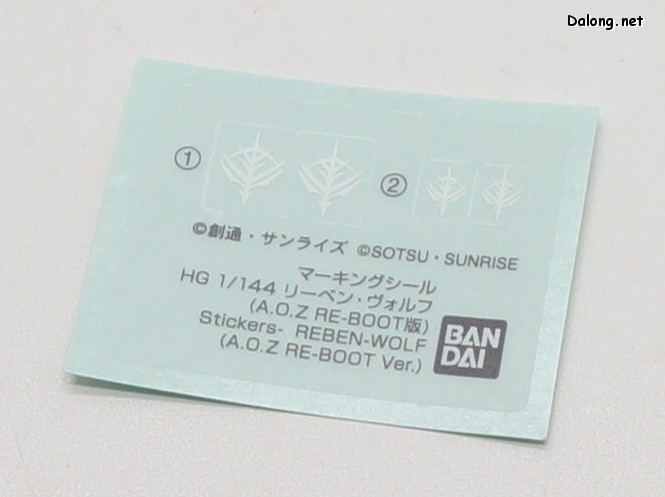 Dalong.net
① ②
©創通・サンライズ ©SOTSU・SUNRISE
マーキングシール
HG 1/144 リーベン・ヴォルフ
(A.O.Z RE-BOOT版)
Stickers- REBEN-WOLF
(A.O.Z RE-BOOT Ver.)
BAN
DAI